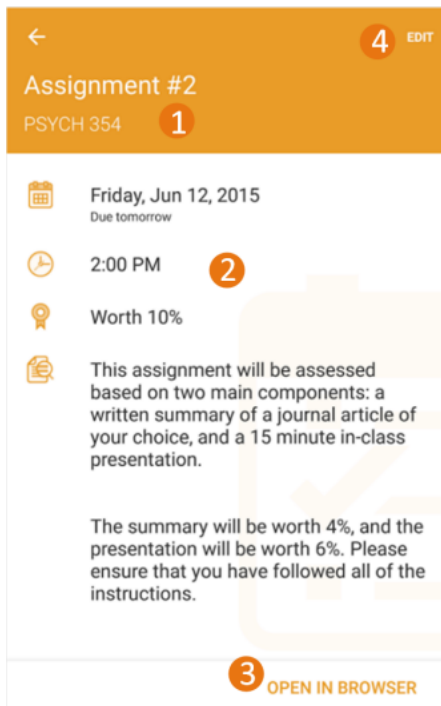 4 EDIT
Assignment #2
PSYCH 354 1
Friday, Jun 12, 2015
Due tomorrow
2:00 PM 2
Worth 10%
This assignment will be assessed
based on two main components: a
written summary of a journal article of
your choice, and a 15 minute in-class
presentation.
The summary will be worth 4%, and the
presentation will be worth 6%. Please
ensure that you have followed all of the
instructions.
3 OPEN IN BROWSER